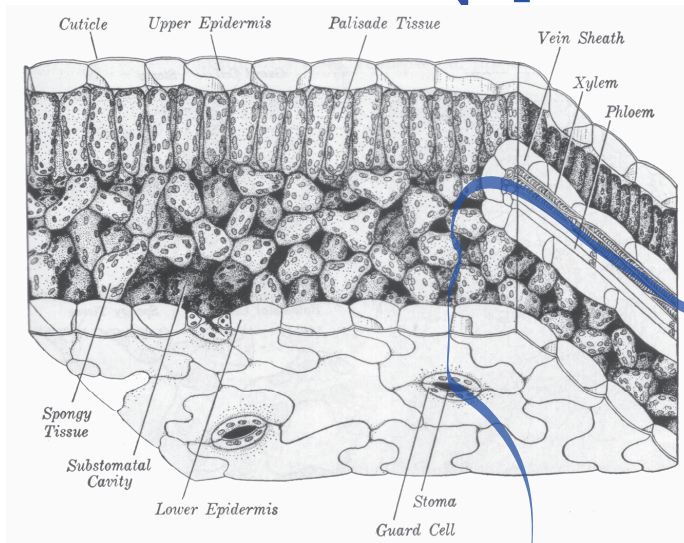 Cuticle
Upper Epidermis
Palisade Tissue
Vein Sheath
Xylem
Phloem
Spongy
Tissue
Substomatal
Cavity
Lower Epidermis
Stoma
Guard Cell